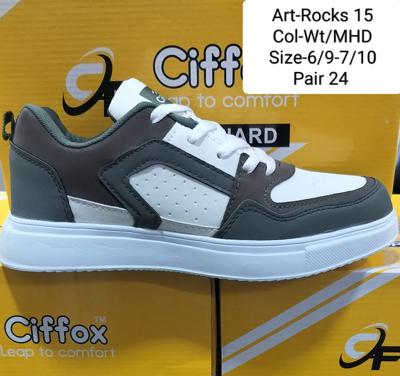 Art-Rocks 15
Col-Wt/MHD
Size-6/9-7/10
Pair 24
Ciffox
Leap to comfort
Ciffox™
Leap to comfort